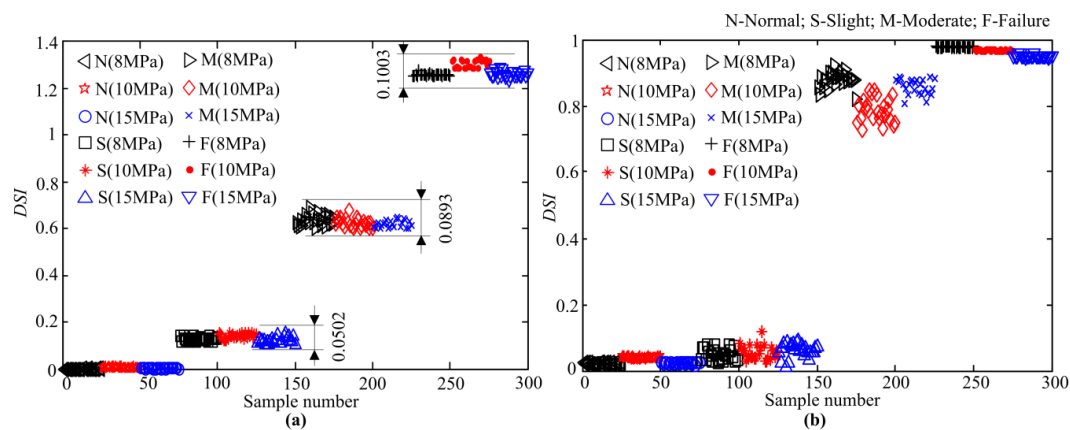 N-Normal; S-Slight; M-Moderate; F-Failure
(a)
1.4
1.2
1
0.8
0.6
0.4
0.2
0
DSI
N(8MPa)
N(10MPa)
N(15MPa)
S(8MPa)
S(10MPa)
S(15MPa)
M(8MPa)
M(10MPa)
M(15MPa)
F(8MPa)
F(10MPa)
F(15MPa)
0.1003
0.0893
0.0502
0 50 100 150 200 250 300
Sample number
(a)
(b)
1
0.8
0.6
0.4
0.2
0
DSI
N(8MPa)
N(10MPa)
N(15MPa)
S(8MPa)
S(10MPa)
S(15MPa)
M(8MPa)
M(10MPa)
M(15MPa)
F(8MPa)
F(10MPa)
F(15MPa)
0 50 100 150 200 250 300
Sample number
(b)